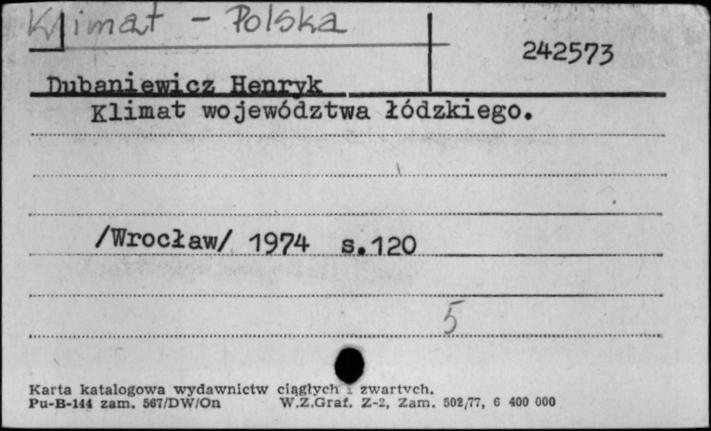 Klimat - Polska
242573
Dubaniewicz Henryk
Klimat województwa łódzkiego.
/Wrocław/ 1974 s.120
5
Karta katalogowa wydawnictw ciągłych i zwartych.
Pu-B-144 zam. 567/DW/On W.Z.Graf. Z-2, Zam. 502/77, 6 400 000